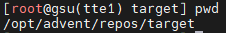 [root@gsu(tte1) target] pwd
/opt/advent/repos/target